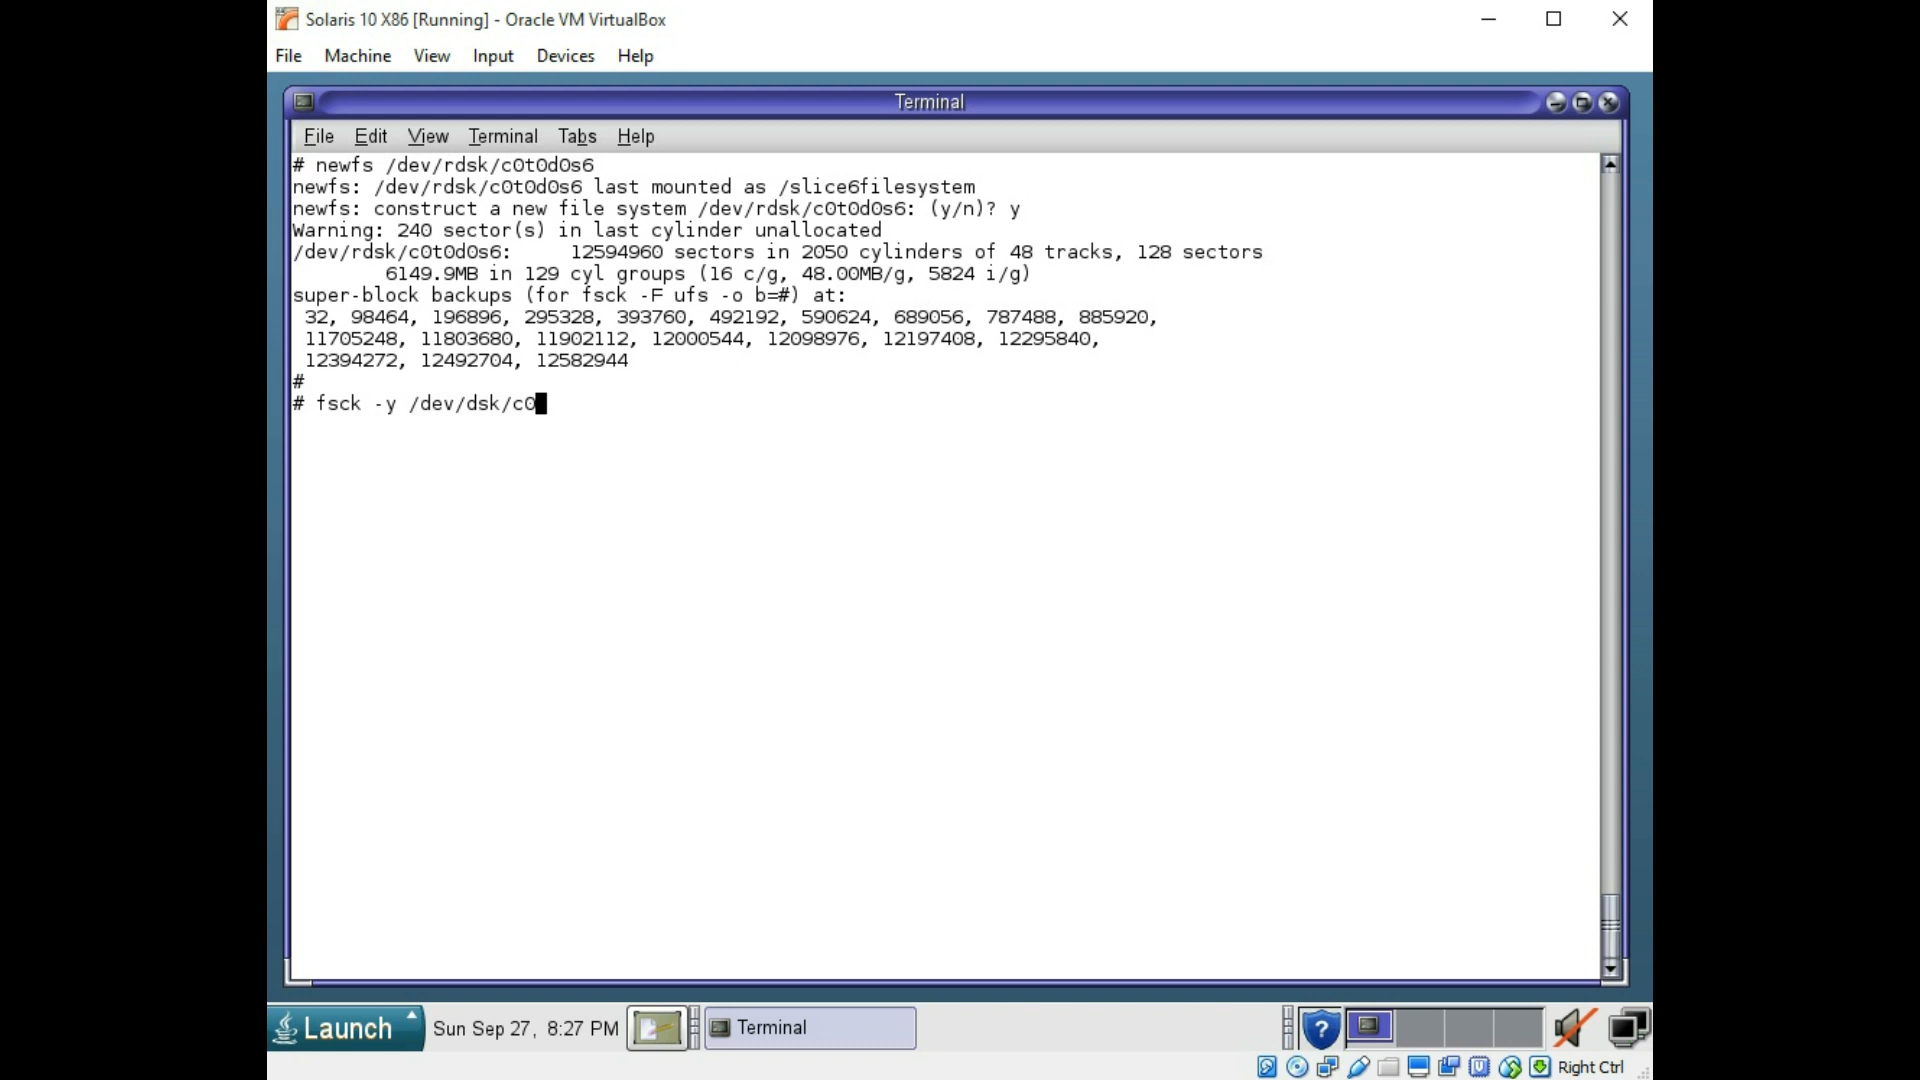 Solaris 10 X86 [Running] - Oracle VM VirtualBox
File Machine View Input Devices Help
Terminal
File Edit View Terminal Tabs Help
# newfs /dev/rdsk/c0t0d0s6
newfs: /dev/rdsk/c0t0d0s6 last mounted as /slice6filesystem
newfs: construct a new file system /dev/rdsk/c0t0d0s6: (y/n)? y
Warning: 240 sector(s) in last cylinder unallocated
/dev/rdsk/c0t0d0s6:     12594960 sectors in 2050 cylinders of 48 tracks, 128 sectors
        6149.9MB in 129 cyl groups (16 c/g, 48.00MB/g, 5824 i/g)
super-block backups (for fsck -F ufs -o b=#) at:
 32, 98464, 196896, 295328, 393760, 492192, 590624, 689056, 787488, 885920,
 11705248, 11803680, 11902112, 12000544, 12098976, 12197408, 12295840,
 12394272, 12492704, 12582944
#
# fsck -y /dev/dsk/c0
Launch Sun Sep 27, 8:27 PM Terminal
Right Ctrl